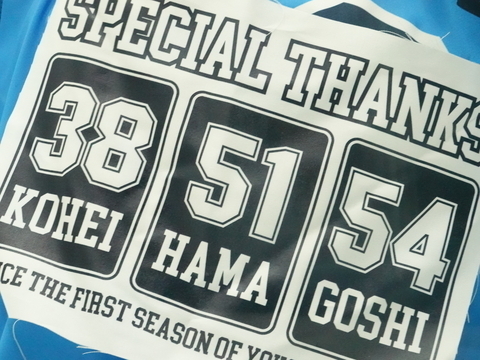 SPECIAL THANKS
38 51 54
KOHEI HAMA GOSHI
THE FIRST SEASON OF